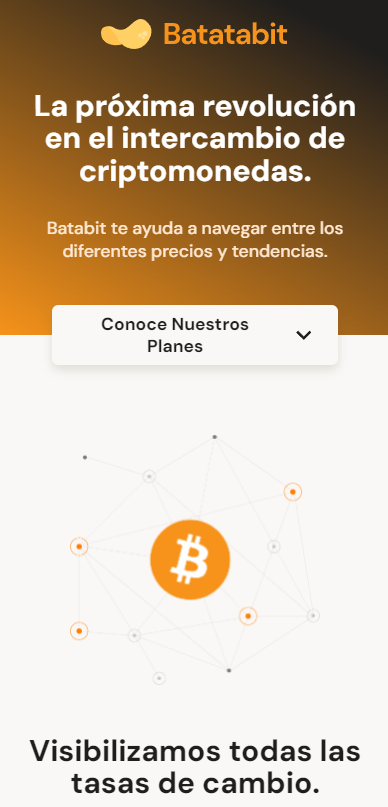 Batatabit
La próxima revolución
en el intercambio de
criptomonedas.
Batabit te ayuda a navegar entre los
diferentes precios y tendencias.
Conoce Nuestros
Planes
Visibilizamos todas las
tasas de cambio.